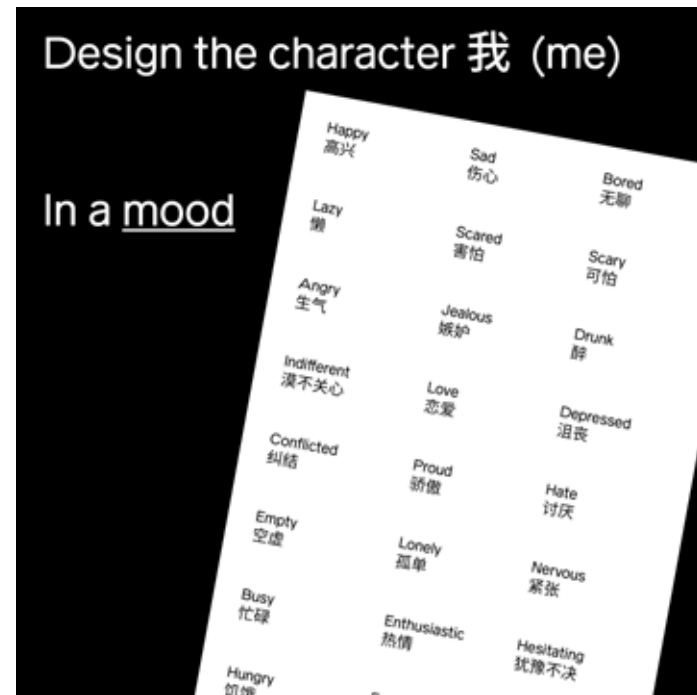 Design the character 我 (me)
In a mood
Happy
高兴
Sad
伤心
Bored
无聊
Lazy
懒
Scared
害怕
Scary
可怕
Angry
生气
Jealous
嫉妒
Drunk
醉
Indifferent
漠不关心
Love
恋爱
Depressed
沮丧
Conflicted
纠结
Proud
骄傲
Hate
讨厌
Empty
空虚
Lonely
孤单
Nervous
紧张
Busy
忙碌
Enthusiastic
热情
Hesitating
犹豫不决
Hungry
饥饿